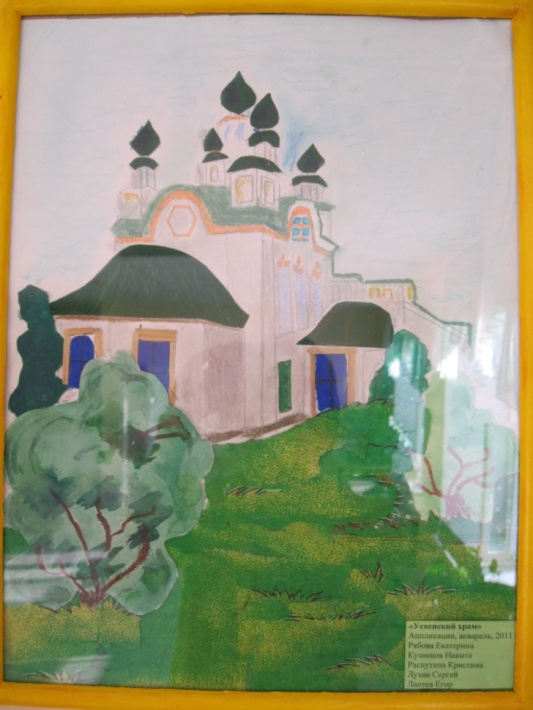 «Успенский храм»
Аппликация, акварель, 2011
Рябова Екатерина
Кузнецов Никита
Распутина Кристина
Лузин Сергей
Лаптев Егор